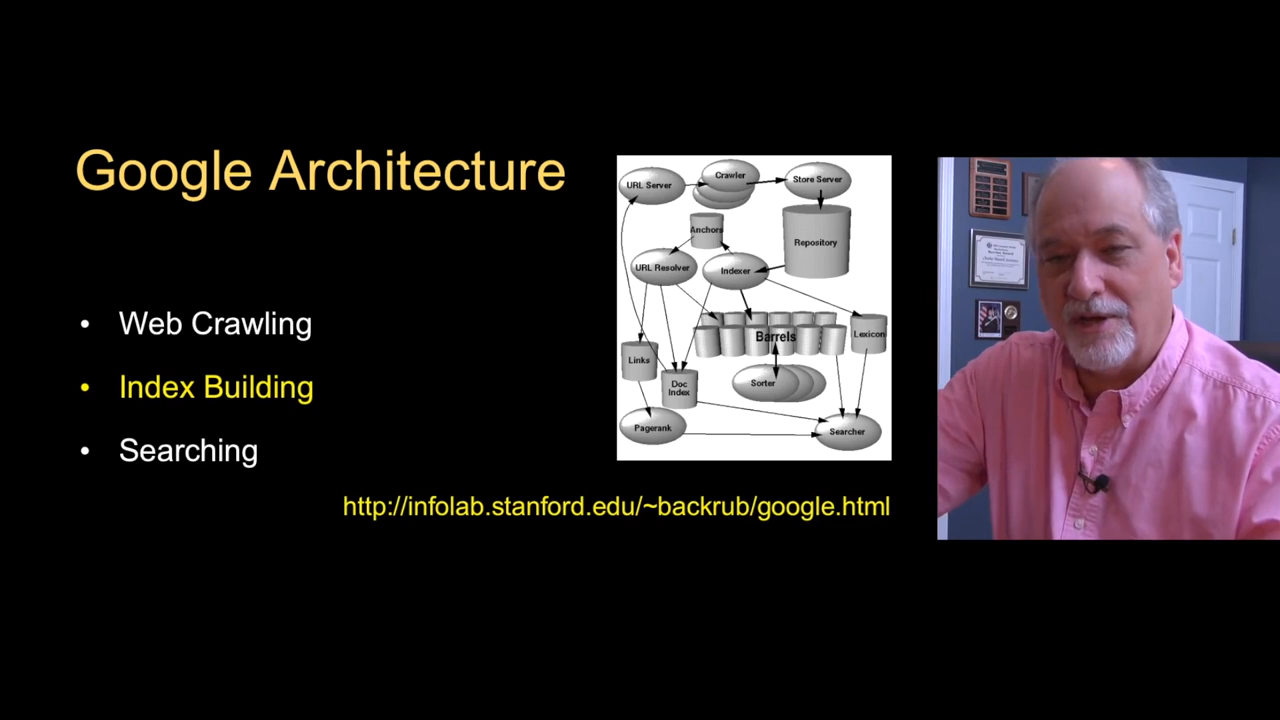 Google Architecture
• Web Crawling
• Index Building
• Searching
URL Server
Crawler
Store Server
Anchors
Repository
URL Resolver
Indexer
Barrels
Lexicon
Links
Doc
Index
Sorter
Pagerank
Searcher
http://infolab.stanford.edu/~backrub/google.html